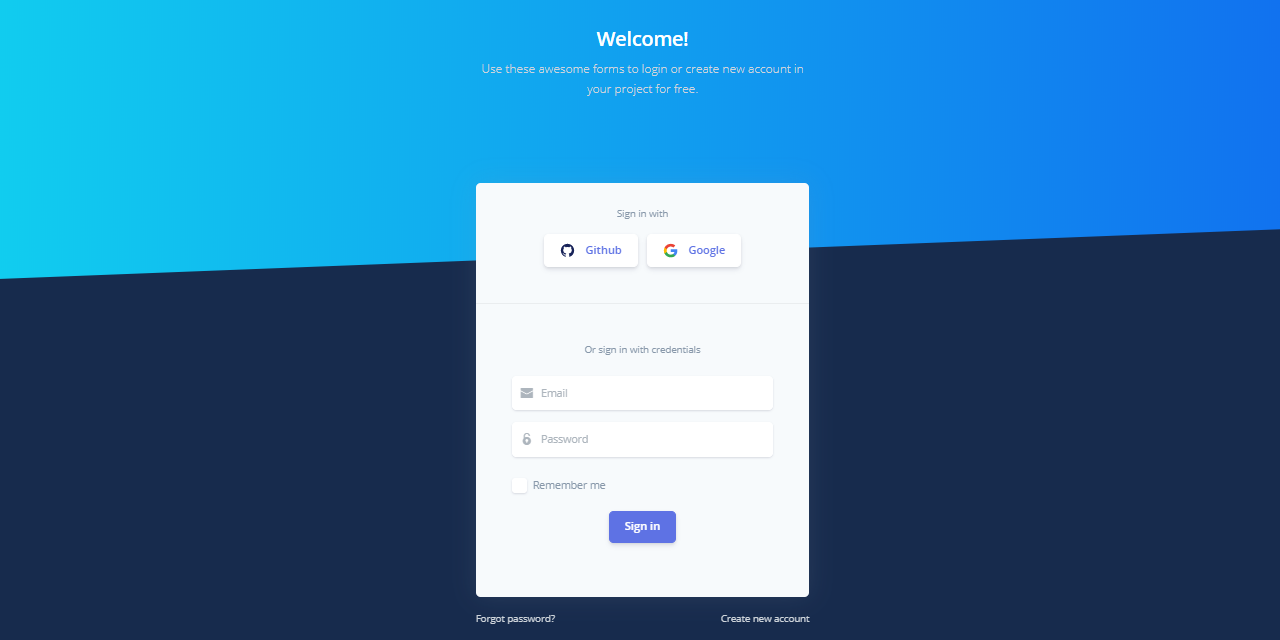 Welcome!
Use these awesome forms to login or create new account in
your project for free.
Sign in with
Github
Google
Or sign in with credentials
Email
Password
Remember me
Sign in
Forgot password?
Create new account